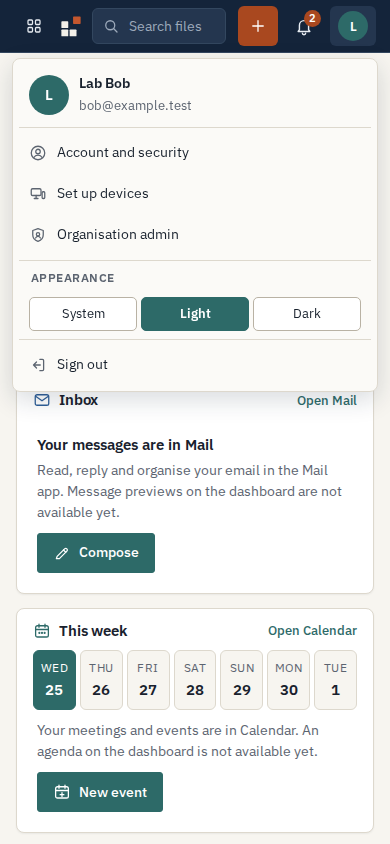 Search files
2
L
L
Lab Bob
bob@example.test
Account and security
Set up devices
Organisation admin
APPEARANCE
System
Light
Dark
Sign out
Inbox
Open Mail
Your messages are in Mail
Read, reply and organise your email in the Mail
app. Message previews on the dashboard are not
available yet.
Compose
This week
Open Calendar
WED THU FRI SAT SUN MON TUE
25 26 27 28 29 30 1
Your meetings and events are in Calendar. An
agenda on the dashboard is not available yet.
New event